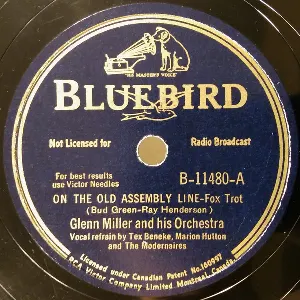 "HIS MASTER'S VOICE"
BLUEBIRD
Not Licensed for Radio Broadcast
For best results
use Victor Needles
B-11480-A
ON THE OLD ASSEMBLY LINE-Fox Trot
(Bud Green-Ray Henderson)
Glenn Miller and his Orchestra
Vocal refrain by Tex Beneke, Marion Hutton
and The Modernaires
Licensed under Canadian Patent No.160997
RCA Victor Company Limited Montreal, Canada.